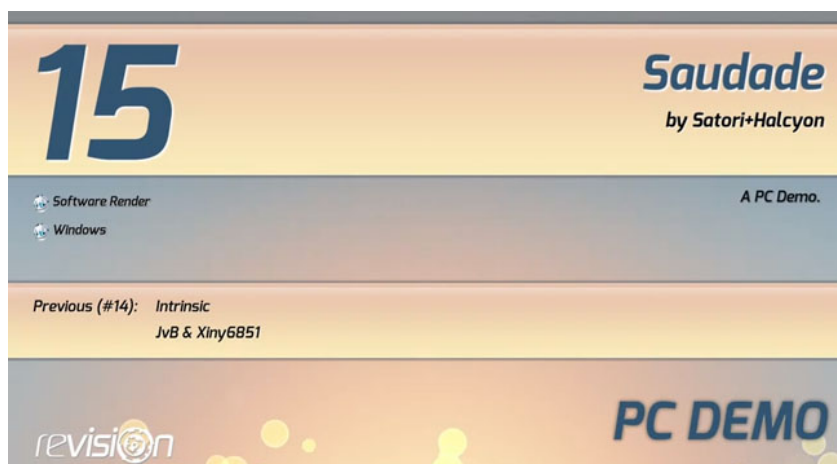 15
Saudade
by Satori+Halcyon
Software Render
A PC Demo.
Windows
Previous (#14): Intrinsic
JvB & Xiny6851
PC DEMO
revision